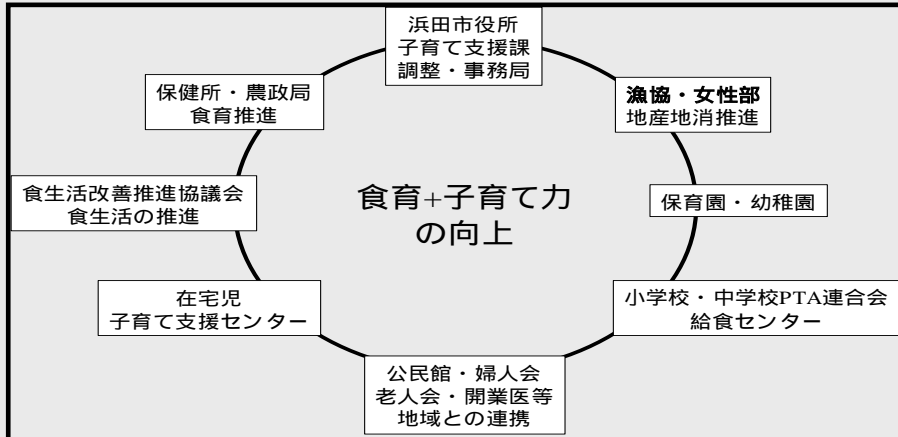 浜田市役所
子育て支援課
調整・事務局
保健所・農政局
食育推進
漁協・女性部
地産地消推進
食生活改善推進協議会
食生活の推進
食育+子育て力
の向上
保育園・幼稚園
在宅児
子育て支援センター
小学校・中学校PTA連合会
給食センター
公民館・婦人会
老人会・開業医等
地域との連携